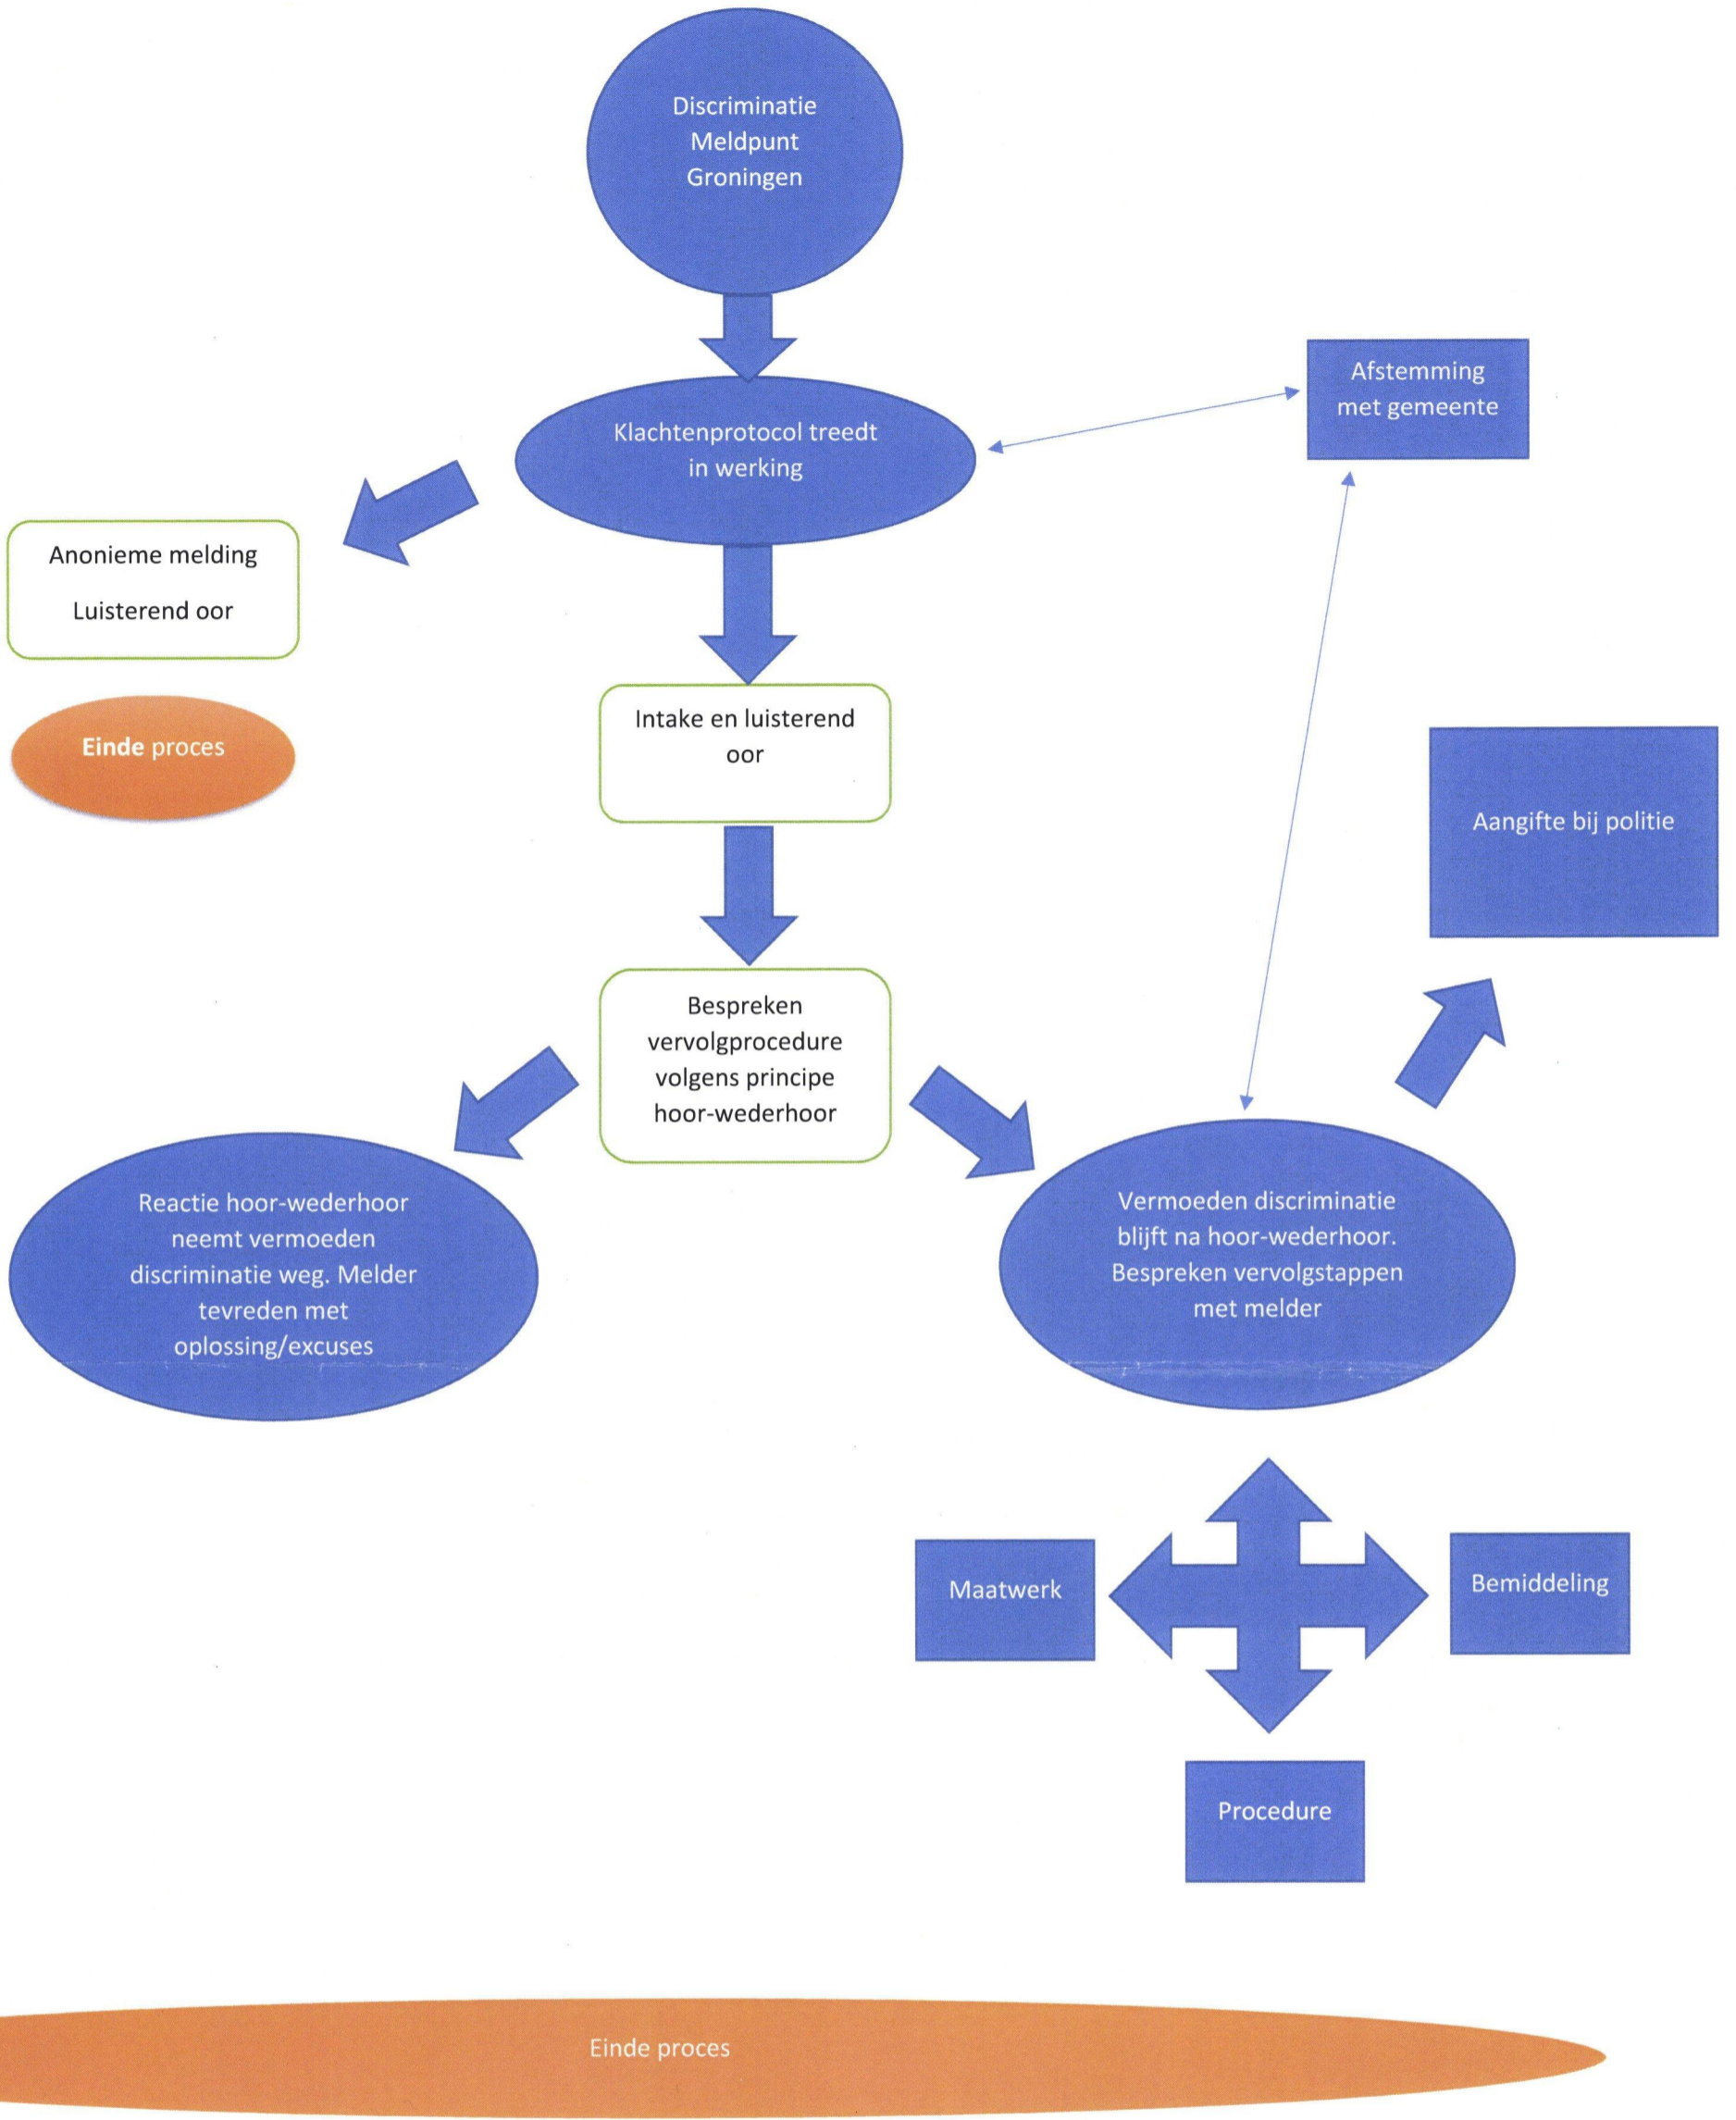 Discriminatie
Meldpunt
Groningen
Afstemming
met gemeente
Klachtenprotocol treedt
in werking
Anonieme melding
Luisterend oor
Einde proces
Intake en luisterend
oor
Aangifte bij politie
Bespreken
vervolgprocedure
volgens principe
hoor-wederhoor
Reactie hoor-wederhoor
neemt vermoeden
discriminatie weg. Melder
tevreden met
oplossing/excuses
Vermoeden discriminatie
blijft na hoor-wederhoor.
Bespreken vervolgstappen
met melder
Maatwerk
Bemiddeling
Procedure
Einde proces